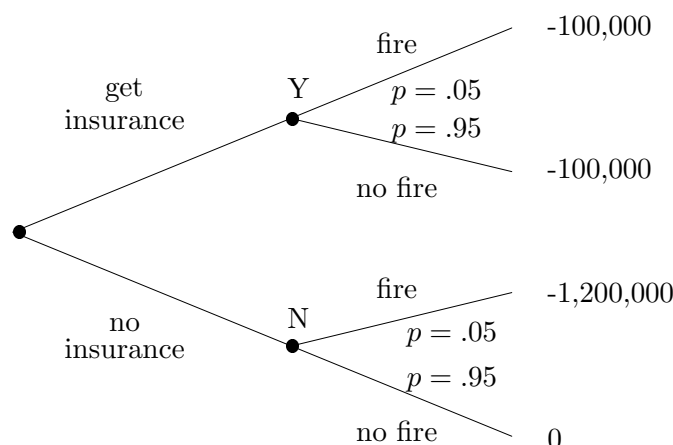 fire
-100,000
get
insurance
Y
p = .05
p = .95
no fire
-100,000
fire
-1,200,000
no
insurance
N
p = .05
p = .95
no fire
0